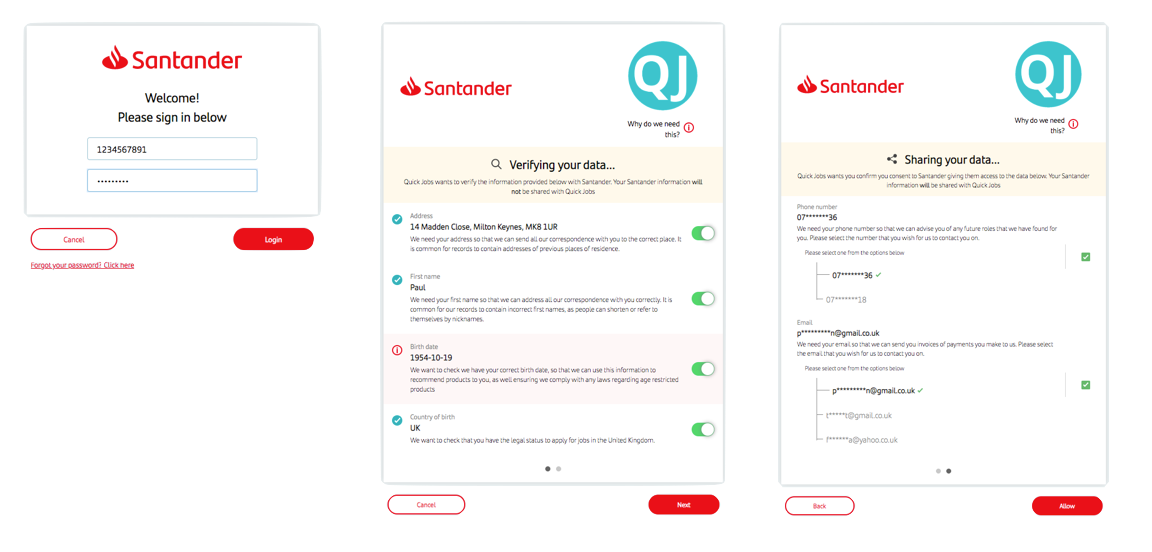 Santander
Welcome!
Please sign in below
1234567891
•••••••••
Cancel
Login
Forgot your password? Click here
Santander
QJ
Why do we need
this?
Verifying your data...
Quick Jobs wants to verify the information provided below with Santander. Your Santander information will
not be shared with Quick Jobs
Address
14 Madden Close, Milton Keynes, MK8 1UR
We need your address so that we can send all our correspondence with you to the correct place. It
is common for records to contain addresses of previous places of residence.
First name
Paul
We need your first name so that we can address all our correspondence with you correctly. It is
common for our records to contain incorrect first names, as people can shorten or refer to
themselves by nicknames.
Birth date
1954-10-19
We want to check we have your correct birth date, so that we can use this information to
recommend products to you, as well ensuring we comply with any laws regarding age restricted
products
Country of birth
UK
We want to check that you have the legal status to apply for jobs in the United Kingdom.
Cancel
Next
Santander
QJ
Why do we need
this?
Sharing your data...
Quick Jobs wants you confirm you consent to Santander giving them access to the data below. Your Santander
information will be shared with Quick Jobs
Phone number
07*******36
We need your phone number so that we can advise you of any future roles that we have found for
you. Please select the number that you wish for us to contact you on.
Please select one from the options below
07*******36
07*******18
Email
p*********n@gmail.co.uk
We need your email so that we can send you invoices of payments you make to us. Please select
the email that you wish for us to contact you on.
Please select one from the options below
p*********n@gmail.co.uk
t*****t@gmail.co.uk
f******a@yahoo.co.uk
Back
Allow